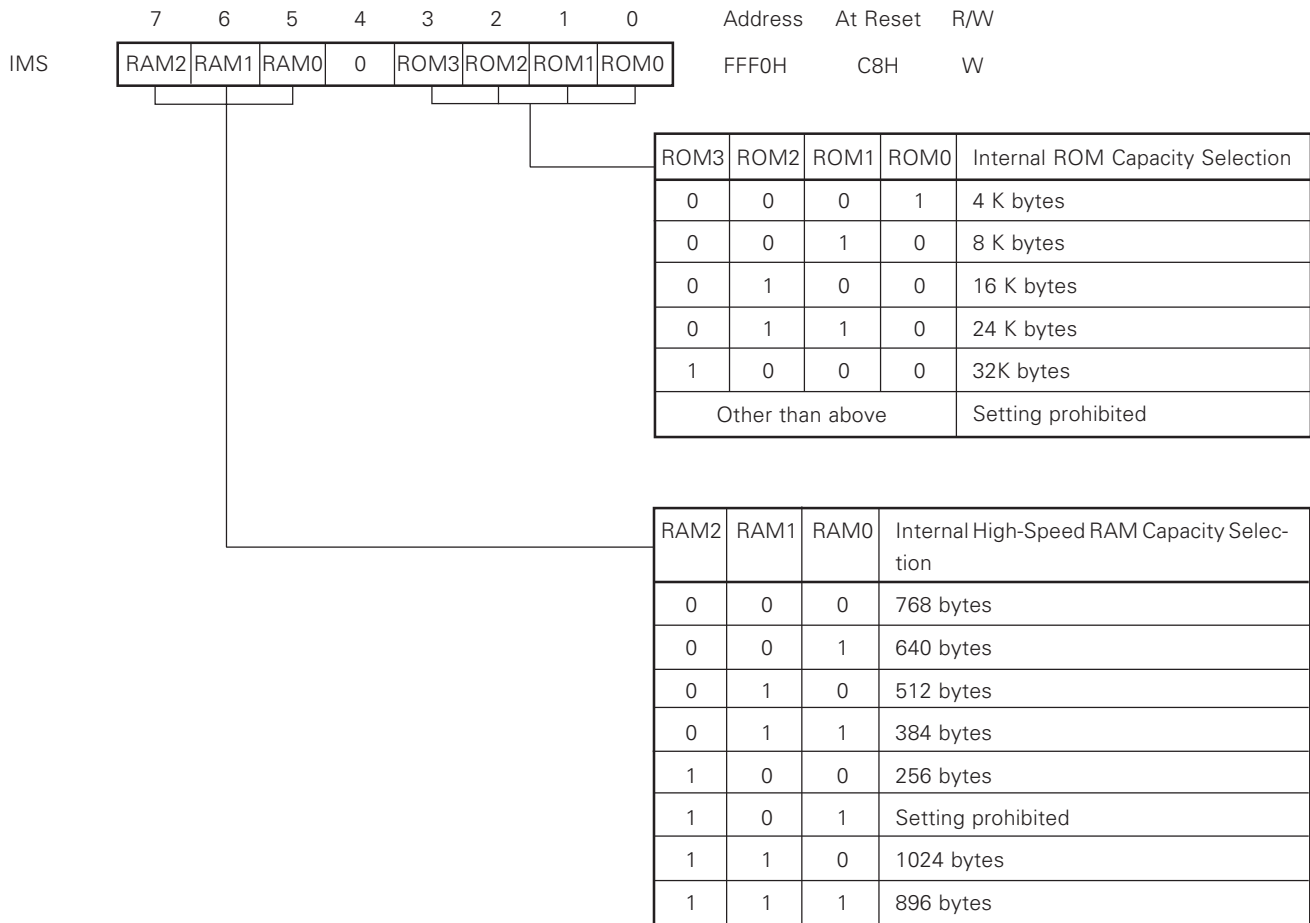 7 6 5 4 3 2 1 0 Address At Reset R/W
IMS RAM2 RAM1 RAM0 0 ROM3 ROM2 ROM1 ROM0 FFF0H C8H W
ROM3 ROM2 ROM1 ROM0 Internal ROM Capacity Selection
0 0 0 1 4 K bytes
0 0 1 0 8 K bytes
0 1 0 0 16 K bytes
0 1 1 0 24 K bytes
1 0 0 0 32K bytes
Other than above Setting prohibited
RAM2 RAM1 RAM0 Internal High-Speed RAM Capacity Selec-
tion
0 0 0 768 bytes
0 0 1 640 bytes
0 1 0 512 bytes
0 1 1 384 bytes
1 0 0 256 bytes
1 0 1 Setting prohibited
1 1 0 1024 bytes
1 1 1 896 bytes